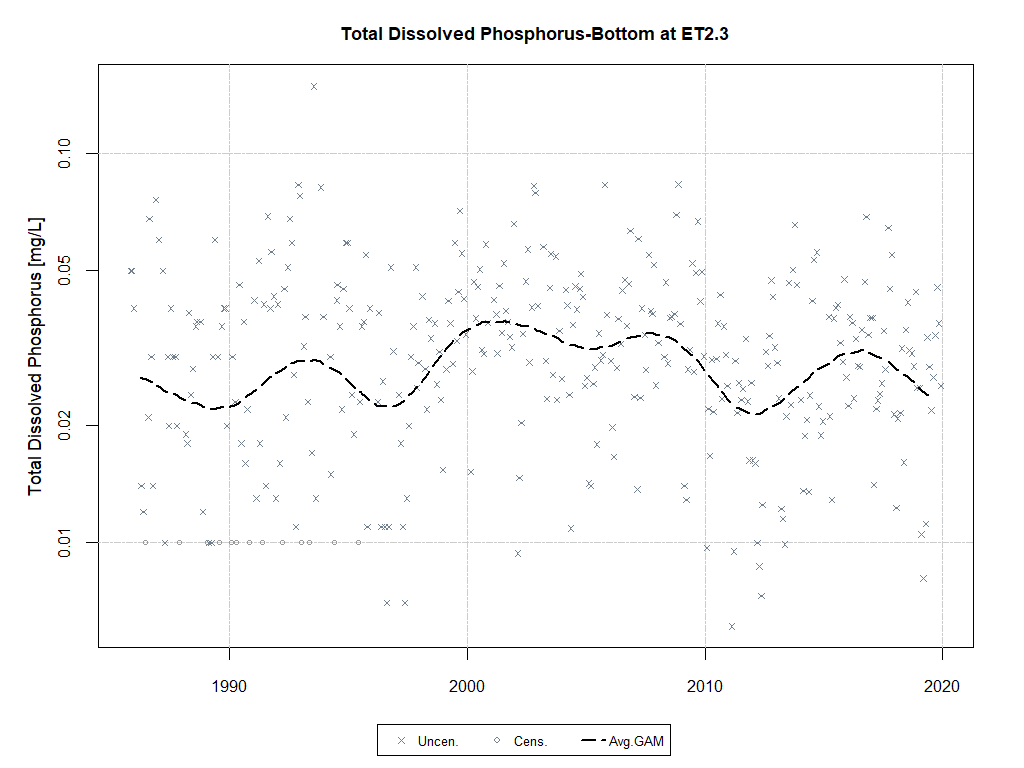 Total Dissolved Phosphorus-Bottom at ET2.3
Total Dissolved Phosphorus [mg/L]
0.10
0.05
0.02
0.01
1990 2000 2010 2020
Uncen. Cens. Avg.GAM